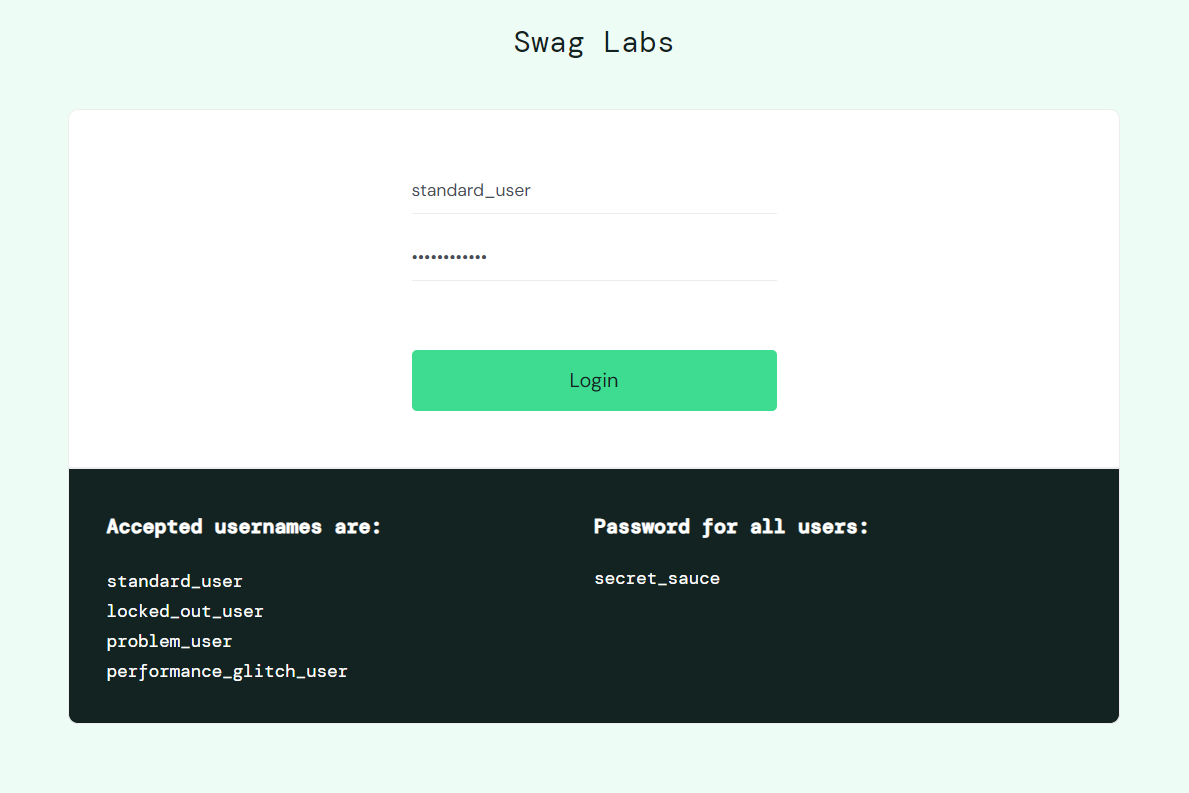 Swag Labs
standard_user
••••••••••••
Login
Accepted usernames are:
standard_user
locked_out_user
problem_user
performance_glitch_user
Password for all users:
secret_sauce